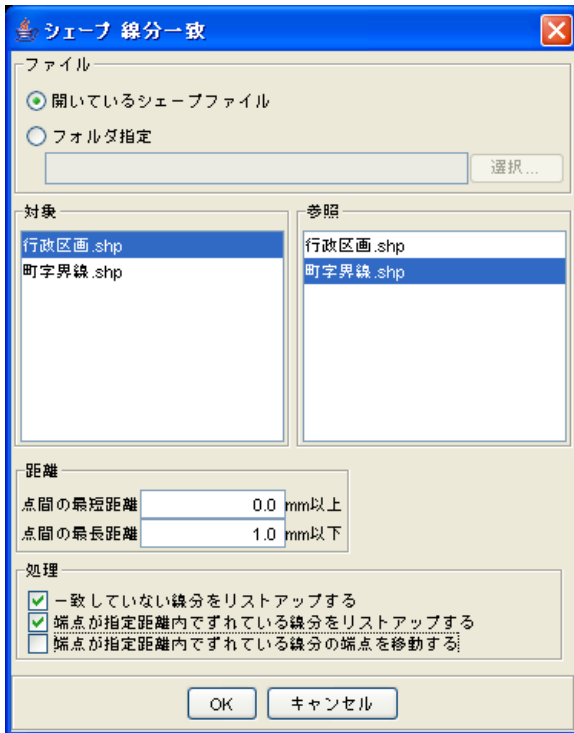 シェープ 線分一致
ファイル
開いているシェープファイル
フォルダ指定
選択...
対象
行政区画.shp
町字界線.shp
参照
行政区画.shp
町字界線.shp
距離
点間の最短距離 0.0 mm以上
点間の最長距離 1.0 mm以下
処理
一致していない線分をリストアップする
端点が指定距離内でずれている線分をリストアップする
端点が指定距離内でずれている線分の端点を移動する
OK キャンセル